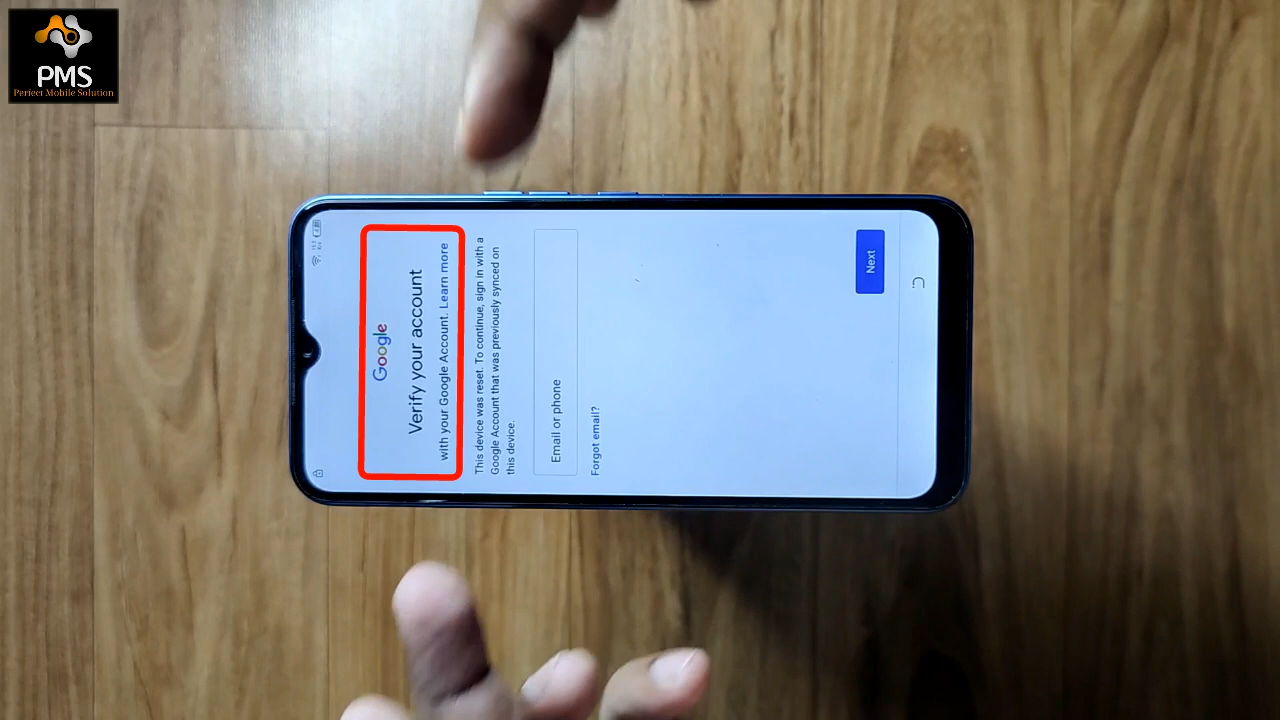 PMS
Perfect Mobile Solution
Google
Verify your account
with your Google Account. Learn more
This device was reset. To continue, sign in with a
Google Account that was previously synced on
this device.
Email or phone
Forgot email?
Next